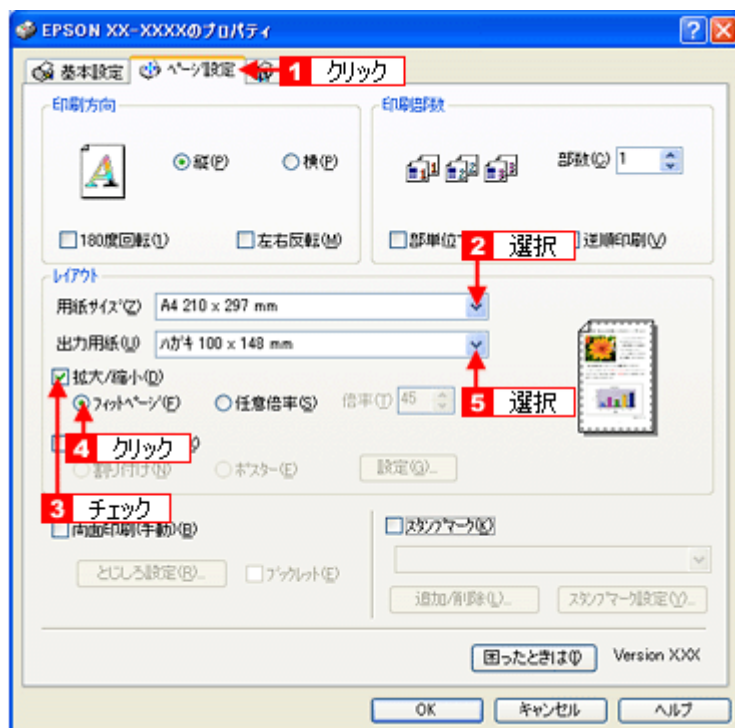 EPSON XX-XXXXのプロパティ
基本設定 ページ設定 1 クリック
印刷方向 印刷部数
縦(P) 横(P) 部数(C) 1
180度回転(1) 左右反転(M) 部単位 逆順印刷(V)
2 選択
レイアウト
用紙サイズ(Z) A4 210 x 297 mm
出力用紙(U) ハガキ 100 x 148 mm
拡大/縮小(D)
フィットページ(F) 任意倍率(S) 倍率(T) 45 5 選択
4 クリック
割り付け(N) ポスター(E) 設定(G)...
3 チェック
両面印刷(手動)(B) スタンプマーク(K)
とじしろ設定(R)... ブックレット(E)
追加/削除(L)... スタンプマーク設定(Y)...
困ったときは(I) Version XXX
OK キャンセル ヘルプ